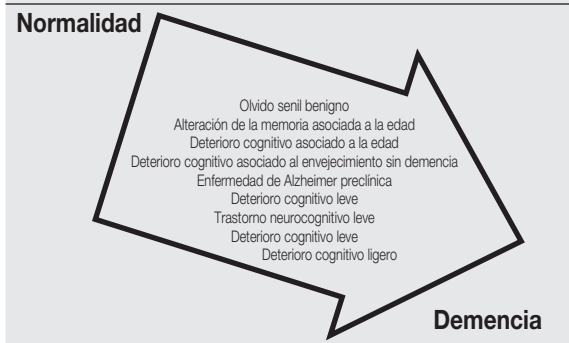 Normalidad
Olvido senil benigno
Alteración de la memoria asociada a la edad
Deterioro cognitivo asociado a la edad
Deterioro cognitivo asociado al envejecimiento sin demencia
Enfermedad de Alzheimer preclínica
Deterioro cognitivo leve
Trastorno neurocognitivo leve
Deterioro cognitivo leve
Deterioro cognitivo ligero
Demencia